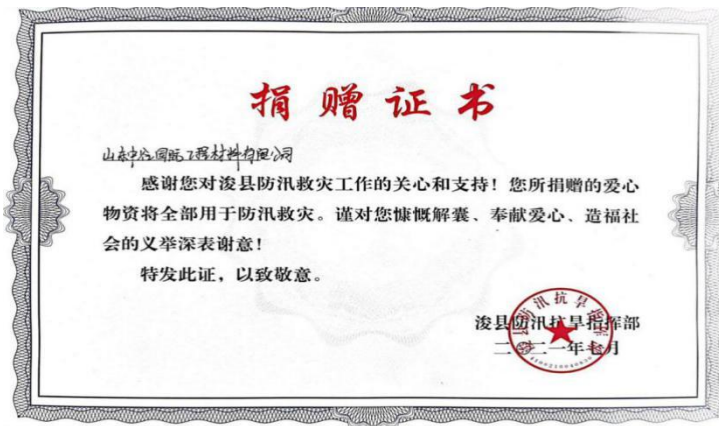 捐赠证书
山东中泓国际工程材料有限公司
感谢您对浚县防汛救灾工作的关心和支持！您所捐赠的爱心
物资将全部用于防汛救灾。谨对您慷慨解囊、奉献爱心、造福社
会的义举深表谢意！
特发此证，以致敬意。
浚县防汛抗旱指挥部
二〇二一年七月